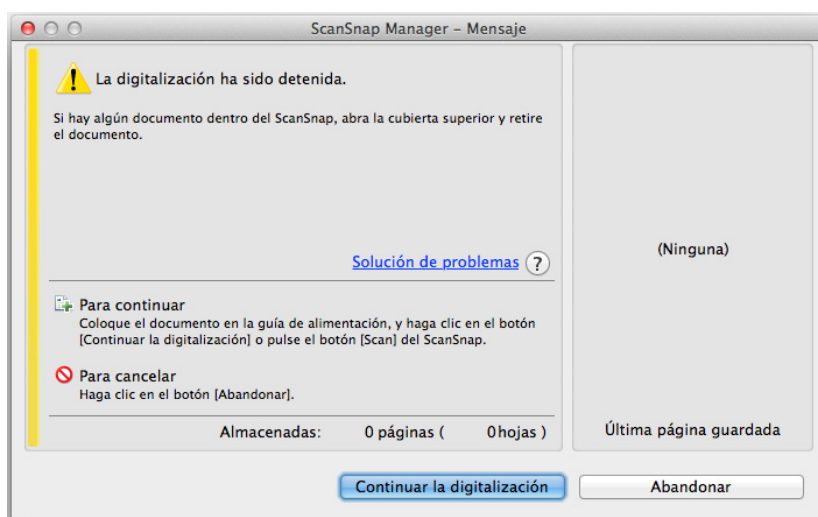 ScanSnap Manager – Mensaje
La digitalización ha sido detenida.
Si hay algún documento dentro del ScanSnap, abra la cubierta superior y retire
el documento.
(Ninguna)
Solución de problemas ?
Para continuar
Coloque el documento en la guía de alimentación, y haga clic en el botón
[Continuar la digitalización] o pulse el botón [Scan] del ScanSnap.
Para cancelar
Haga clic en el botón [Abandonar].
Almacenadas: 0 páginas ( 0 hojas )
Última página guardada
Continuar la digitalización Abandonar